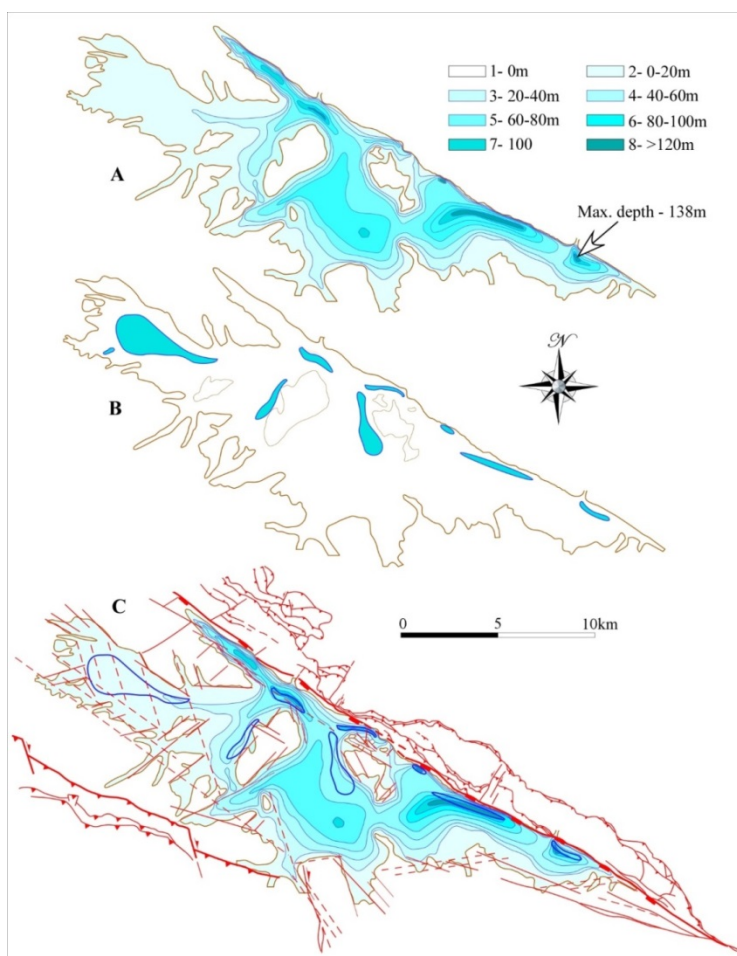 1- 0m
2- 0-20m
3- 20-40m
4- 40-60m
5- 60-80m
6- 80-100m
7- 100
8- >120m
A
Max. depth - 138m
N
B
C
0
5
10km